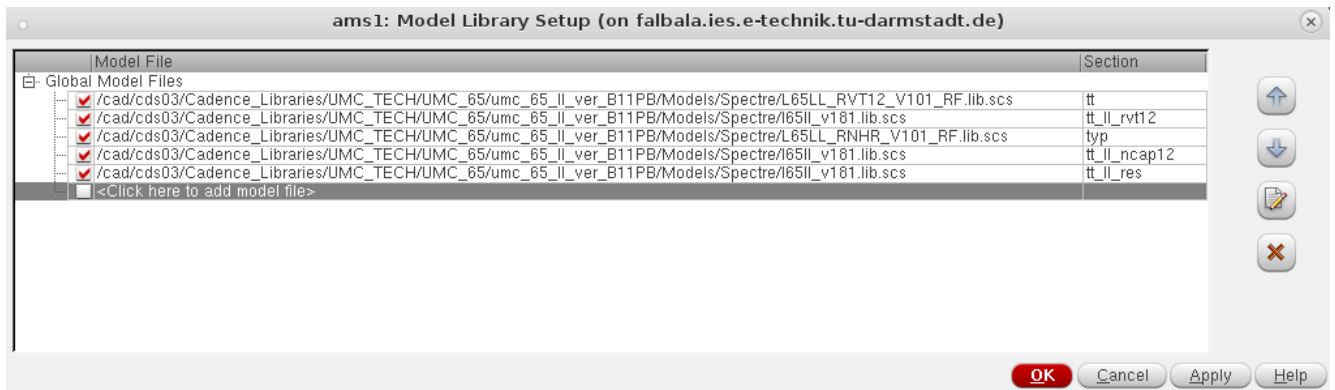 ams1: Model Library Setup (on falbala.ies.e-technik.tu-darmstadt.de)
Model File Section
Global Model Files
/cad/cds03/Cadence_Libraries/UMC_TECH/UMC_65/umc_65_ll_ver_B11PB/Models/Spectre/L65LL_RVT12_V101_RF.lib.scs tt
/cad/cds03/Cadence_Libraries/UMC_TECH/UMC_65/umc_65_ll_ver_B11PB/Models/Spectre/l65ll_v181.lib.scs tt_ll_rvt12
/cad/cds03/Cadence_Libraries/UMC_TECH/UMC_65/umc_65_ll_ver_B11PB/Models/Spectre/L65LL_RNHR_V101_RF.lib.scs typ
/cad/cds03/Cadence_Libraries/UMC_TECH/UMC_65/umc_65_ll_ver_B11PB/Models/Spectre/l65ll_v181.lib.scs tt_ll_ncap12
/cad/cds03/Cadence_Libraries/UMC_TECH/UMC_65/umc_65_ll_ver_B11PB/Models/Spectre/l65ll_v181.lib.scs tt_ll_res
<Click here to add model file>
OK Cancel Apply Help